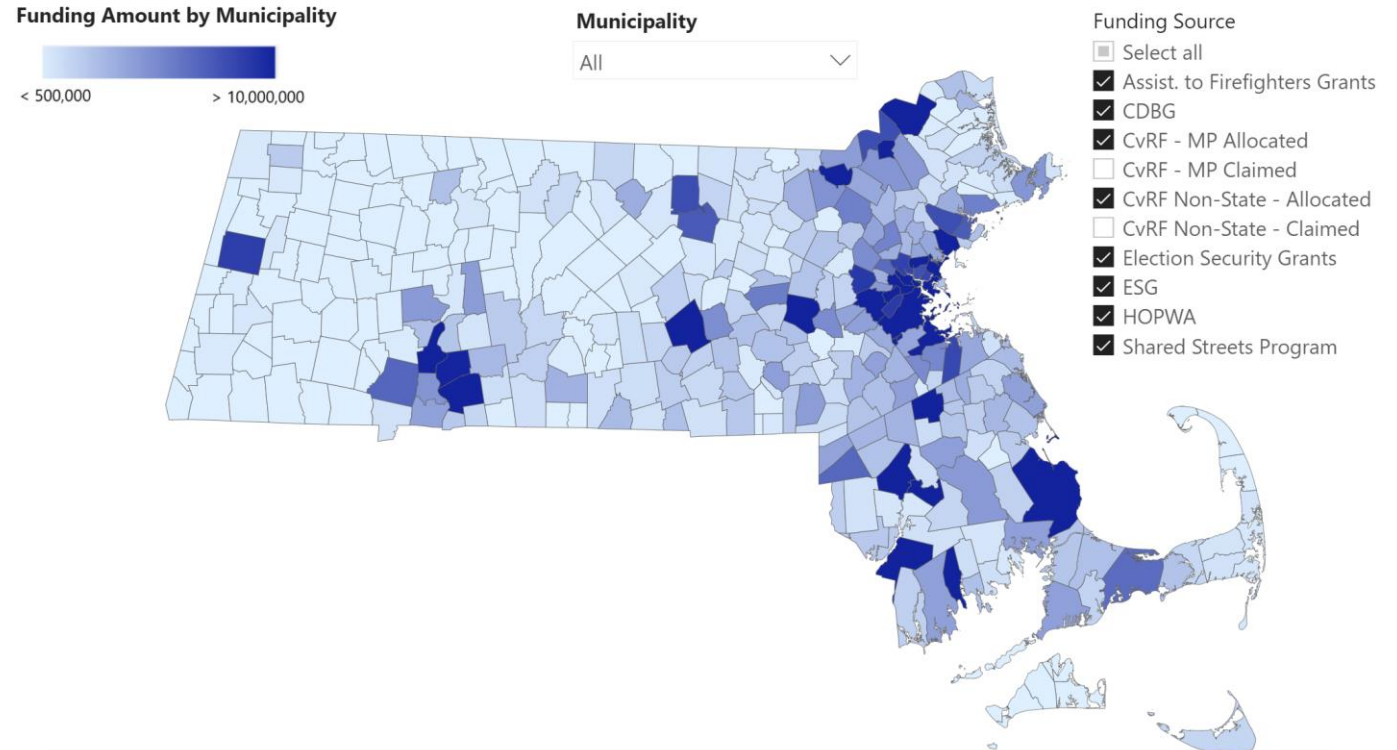 Funding Amount by Municipality
< 500,000
> 10,000,000
Municipality
All
Funding Source
Select all
Assist. to Firefighters Grants
CDBG
CvRF - MP Allocated
CvRF - MP Claimed
CvRF Non-State - Allocated
CvRF Non-State - Claimed
Election Security Grants
ESG
HOPWA
Shared Streets Program